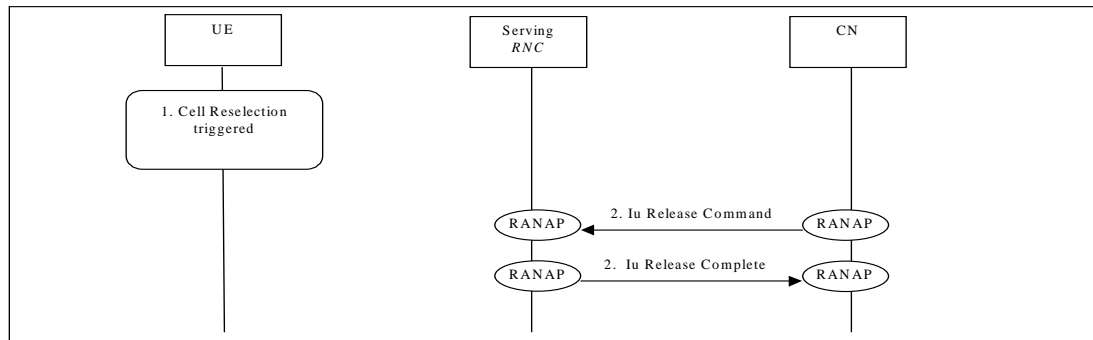 UE
Serving
RNC
CN
1. Cell Reselection
triggered
2. Iu Release Command
RANAP
RANAP
2. Iu Release Complete
RANAP
RANAP